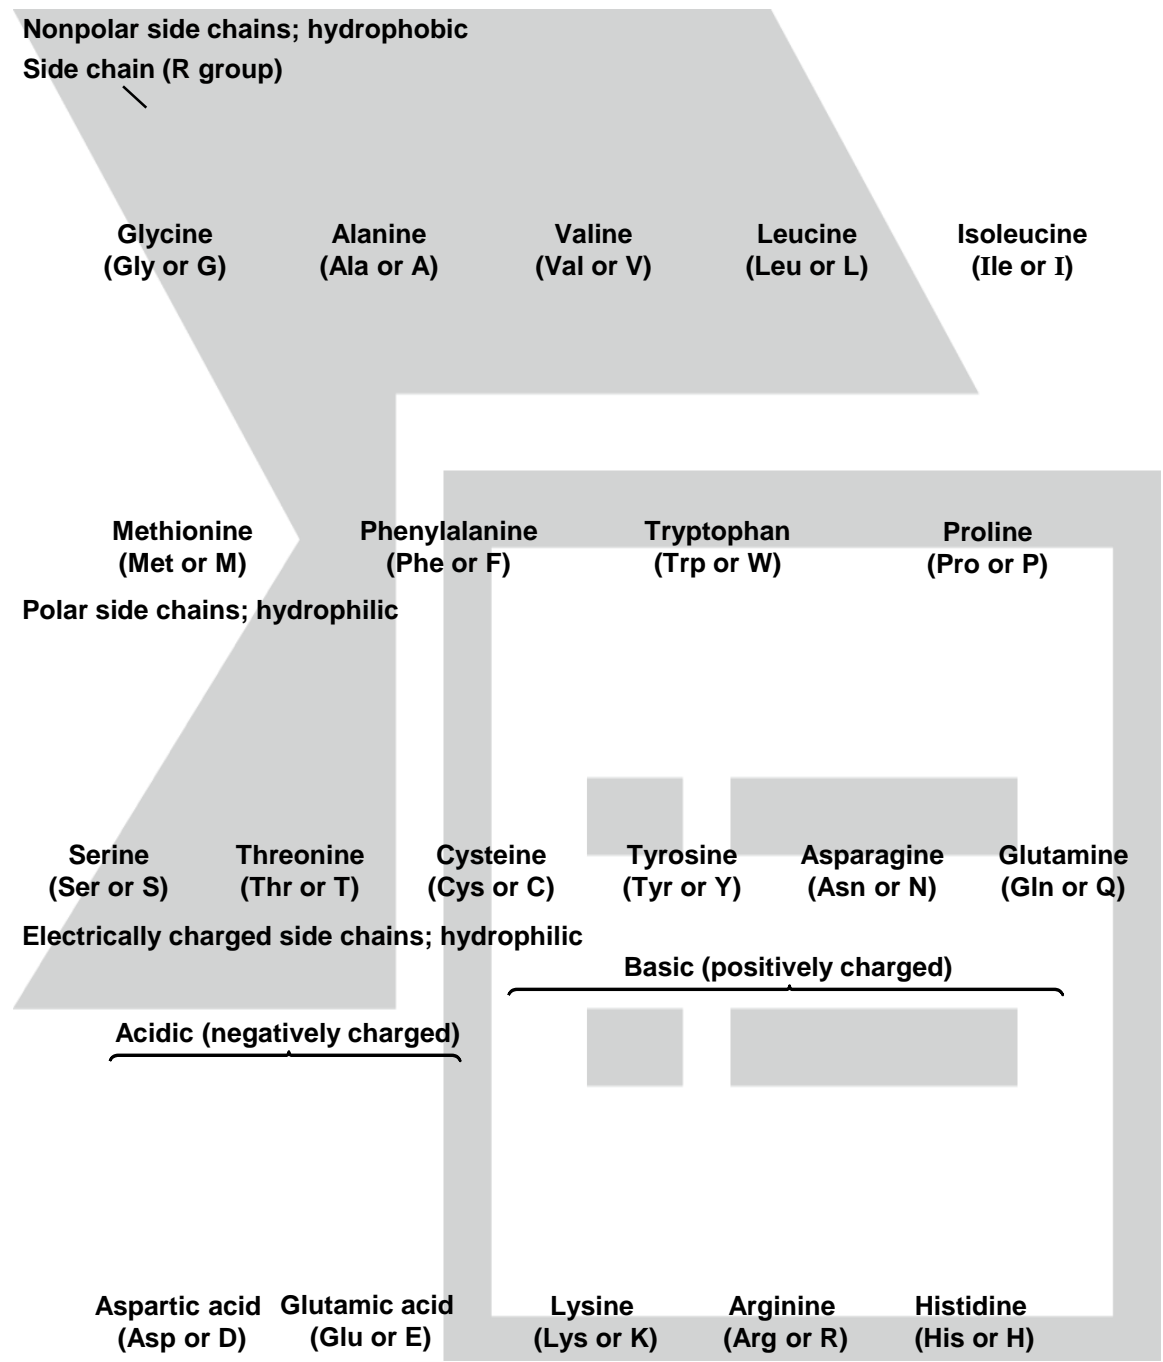 Nonpolar side chains; hydrophobic
Side chain (R group)
Glycine
(Gly or G)
Alanine
(Ala or A)
Valine
(Val or V)
Leucine
(Leu or L)
Isoleucine
(Ile or I)
Methionine
(Met or M)
Phenylalanine
(Phe or F)
Tryptophan
(Trp or W)
Proline
(Pro or P)
Polar side chains; hydrophilic
Serine
(Ser or S)
Threonine
(Thr or T)
Cysteine
(Cys or C)
Tyrosine
(Tyr or Y)
Asparagine
(Asn or N)
Glutamine
(Gln or Q)
Electrically charged side chains; hydrophilic
Basic (positively charged)
Acidic (negatively charged)
Aspartic acid
(Asp or D)
Glutamic acid
(Glu or E)
Lysine
(Lys or K)
Arginine
(Arg or R)
Histidine
(His or H)